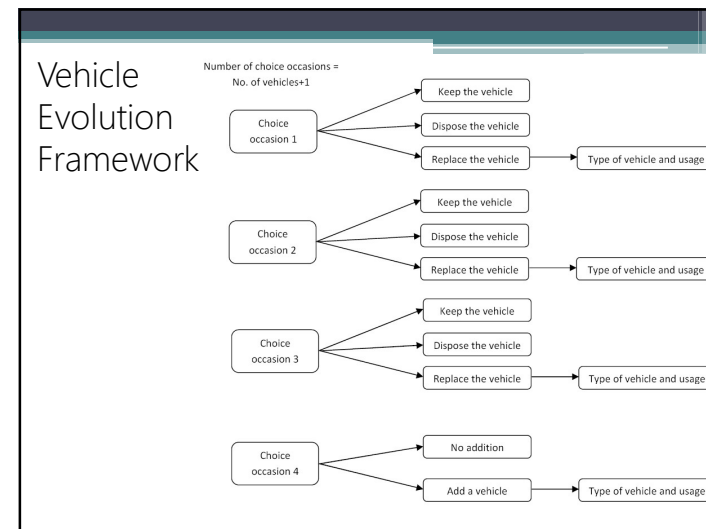 Vehicle
Evolution
Framework
Number of choice occasions =
No. of vehicles+1
Choice
occasion 1
Keep the vehicle
Dispose the vehicle
Replace the vehicle
Type of vehicle and usage
Choice
occasion 2
Keep the vehicle
Dispose the vehicle
Replace the vehicle
Type of vehicle and usage
Choice
occasion 3
Keep the vehicle
Dispose the vehicle
Replace the vehicle
Type of vehicle and usage
Choice
occasion 4
No addition
Add a vehicle
Type of vehicle and usage